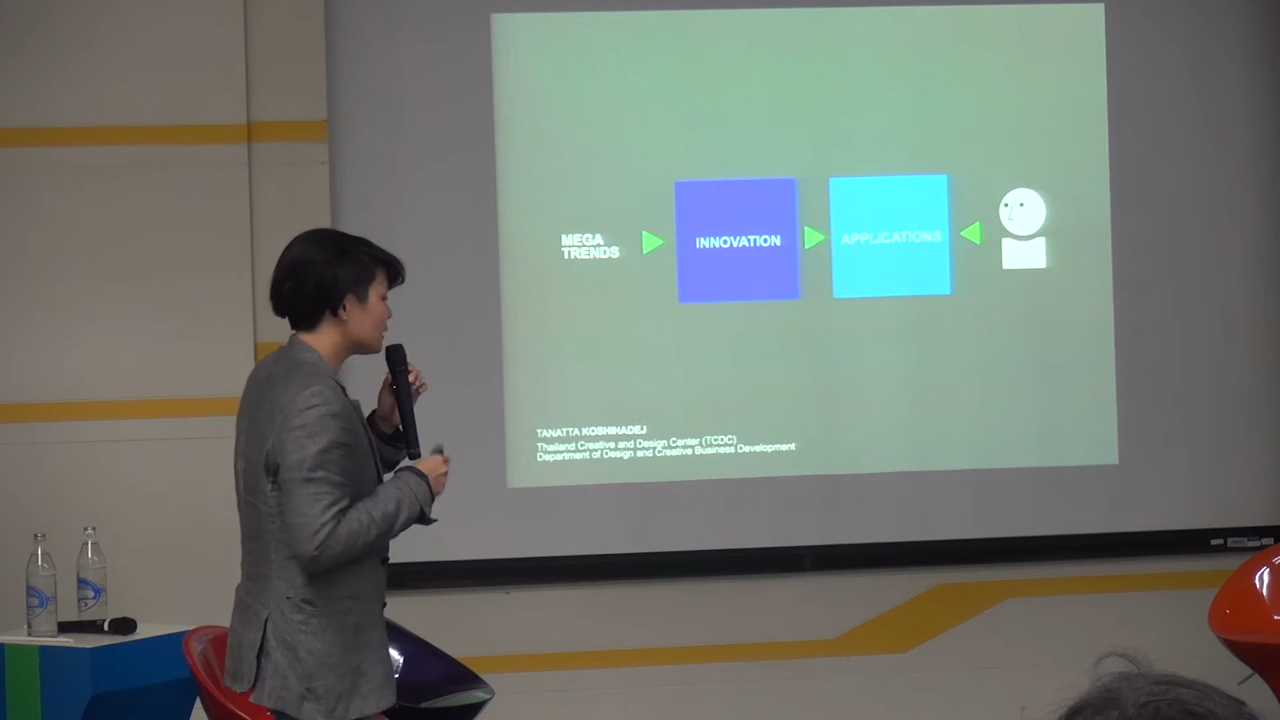 MEGA
TRENDS
INNOVATION
APPLICATIONS
TANATTA KOSHIHADEJ
Thailand Creative and Design Center (TCDC)
Department of Design and Creative Business Development